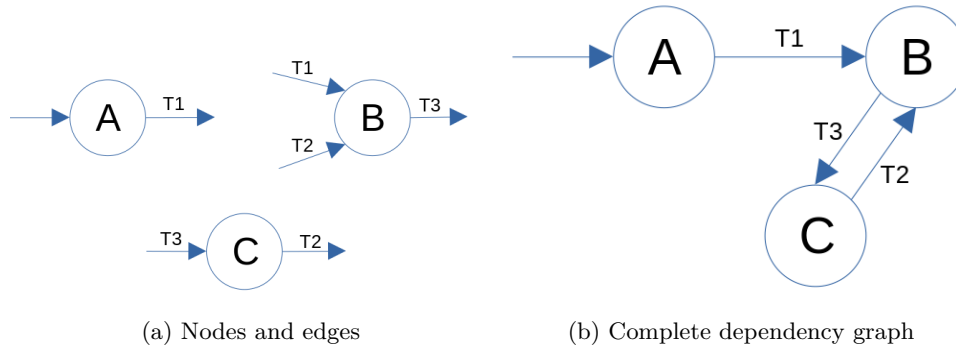 A
T1
T1
T2
B
T3
T3
C
T2
(a) Nodes and edges
A
T1
B
T3
T2
C
(b) Complete dependency graph